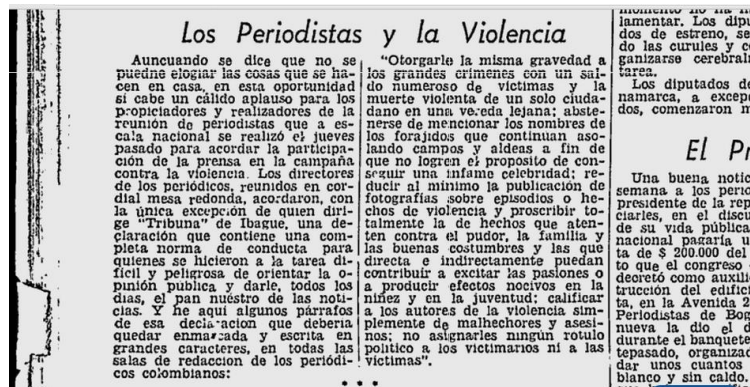 Los Periodistas y la Violencia
Auncuando se dice que no se
puedne elogiar las cosas que se ha-
cen en casa, en esta oportunidad
sí cabe un cálido aplauso para los
propiciadores y realizadores de la
reunión de periodistas que a es-
cala nacional se realizó el jueves
pasado para acordar la participa-
ción de la prensa en la campaña
contra la violencia. Los directores
de los periódicos, reunidos en cor-
dial mesa redonda, acordaron, con
la única excepción de quien diri-
ge "Tribuna" de Ibague, una de-
claración que contiene una com-
pleta norma de conducta para
quienes se hicieron a la tarea di-
fícil y peligrosa de orientar la o-
pinión pública y darle, todos los
días, el pan nuéstro de las noti-
cias. Y he aquí algunos párrafos
de esa declaracion que deberia
quedar enmarcada y escrita en
grandes caracteres, en todas las
salas de redacción de los periódi-
cos colombianos:
"Otorgarle la misma gravedad a
los grandes crímenes con un sal-
do numeroso de víctimas y la
muerte violenta de un solo ciuda-
dano en una vereda lejana; abste-
nerse de mencionar los nombres de
los forajidos que continúan aso-
lando campos y aldeas a fin de
que no logren el proposito de con-
seguir una infame celebridad; re-
ducir al mínimo la publicación de
fotografías sobre episodios o he-
chos de violencia y proscribir to-
talmente la de hechos que aten-
ten contra el pudor, la familia y
las buenas costumbres y las que
directa e indirectamente puedan
contribuir a excitar las pasiones o
a producir efectos nocivos en la
niñez y en la juventud; calificar
a los autores de la violencia sim-
plemente de malhechores y asesi-
nos; no asignarles ningún rotulo
politico a los victimarios ni a las
víctimas".
lamentar. Los dipu
dos de estreno, se
do las curules y c
ganizarse cerebral
tarea.
Los diputados de
namarca, a excep
dos, comenzaron m
El Pr
Una buena notic
semana a los perio
presidente de la rep
ciarles, en el discu
de su vida pública
nacional pagaría u
ta de $ 200.000 del
to que el congreso
decretó como auxili
trucción del edifici
ta, en la Avenida 2
Periodistas de Bog
nueva la dio el d
durante el banquete
tepasado, organizad
dar unos cuantos
blanco y sin caldo.